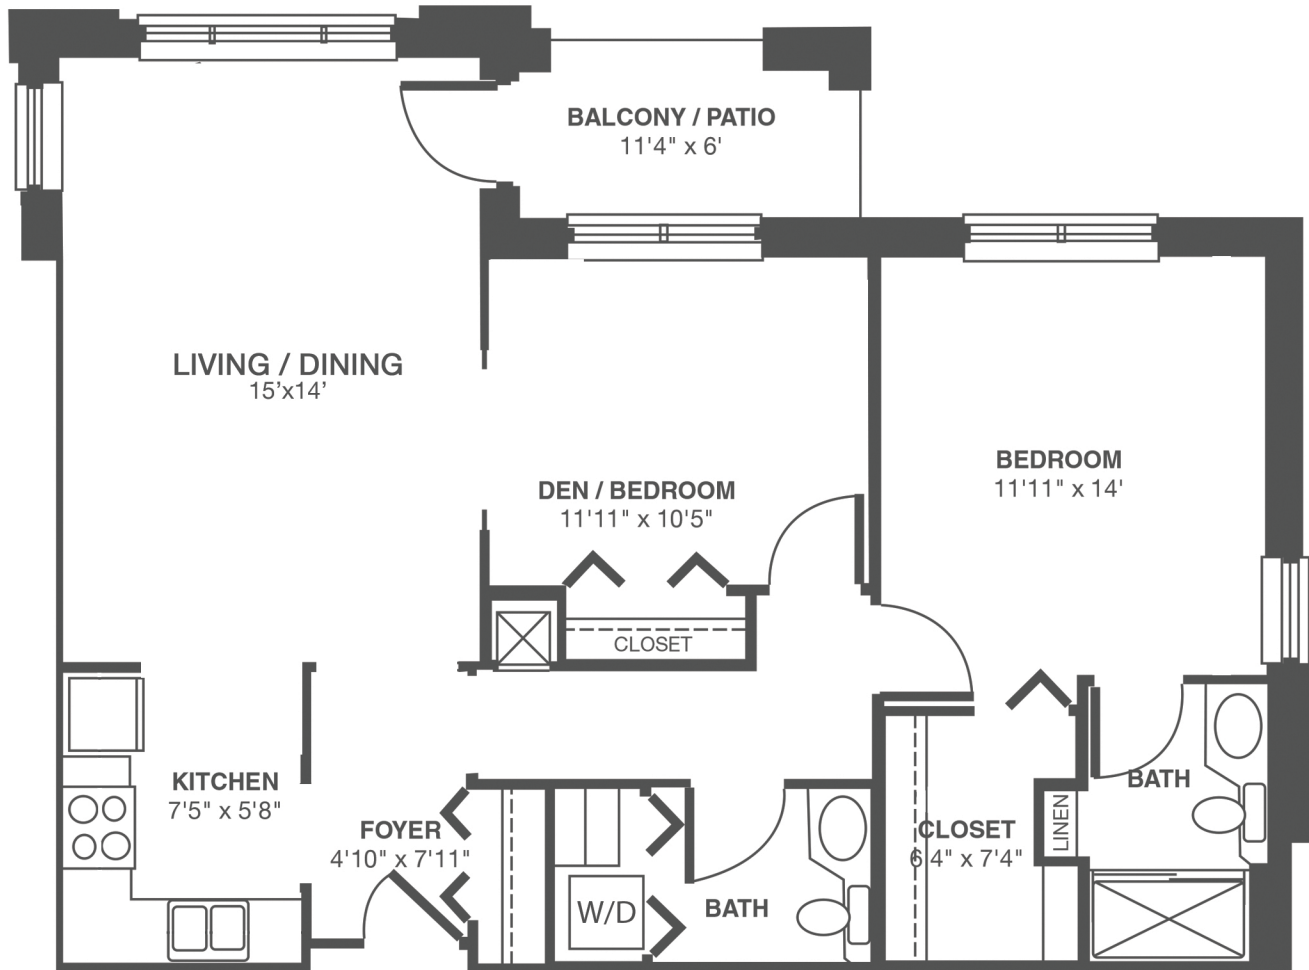 BALCONY / PATIO
11'4" x 6'
LIVING / DINING
15’x14’
BEDROOM
11'11" x 14'
DEN / BEDROOM
11'11" x 10'5"
CLOSET
KITCHEN
7'5" x 5'8"
FOYER
4'10" x 7'11"
W/D
BATH
CLOSET
6'4" x 7'4"
LINEN
BATH